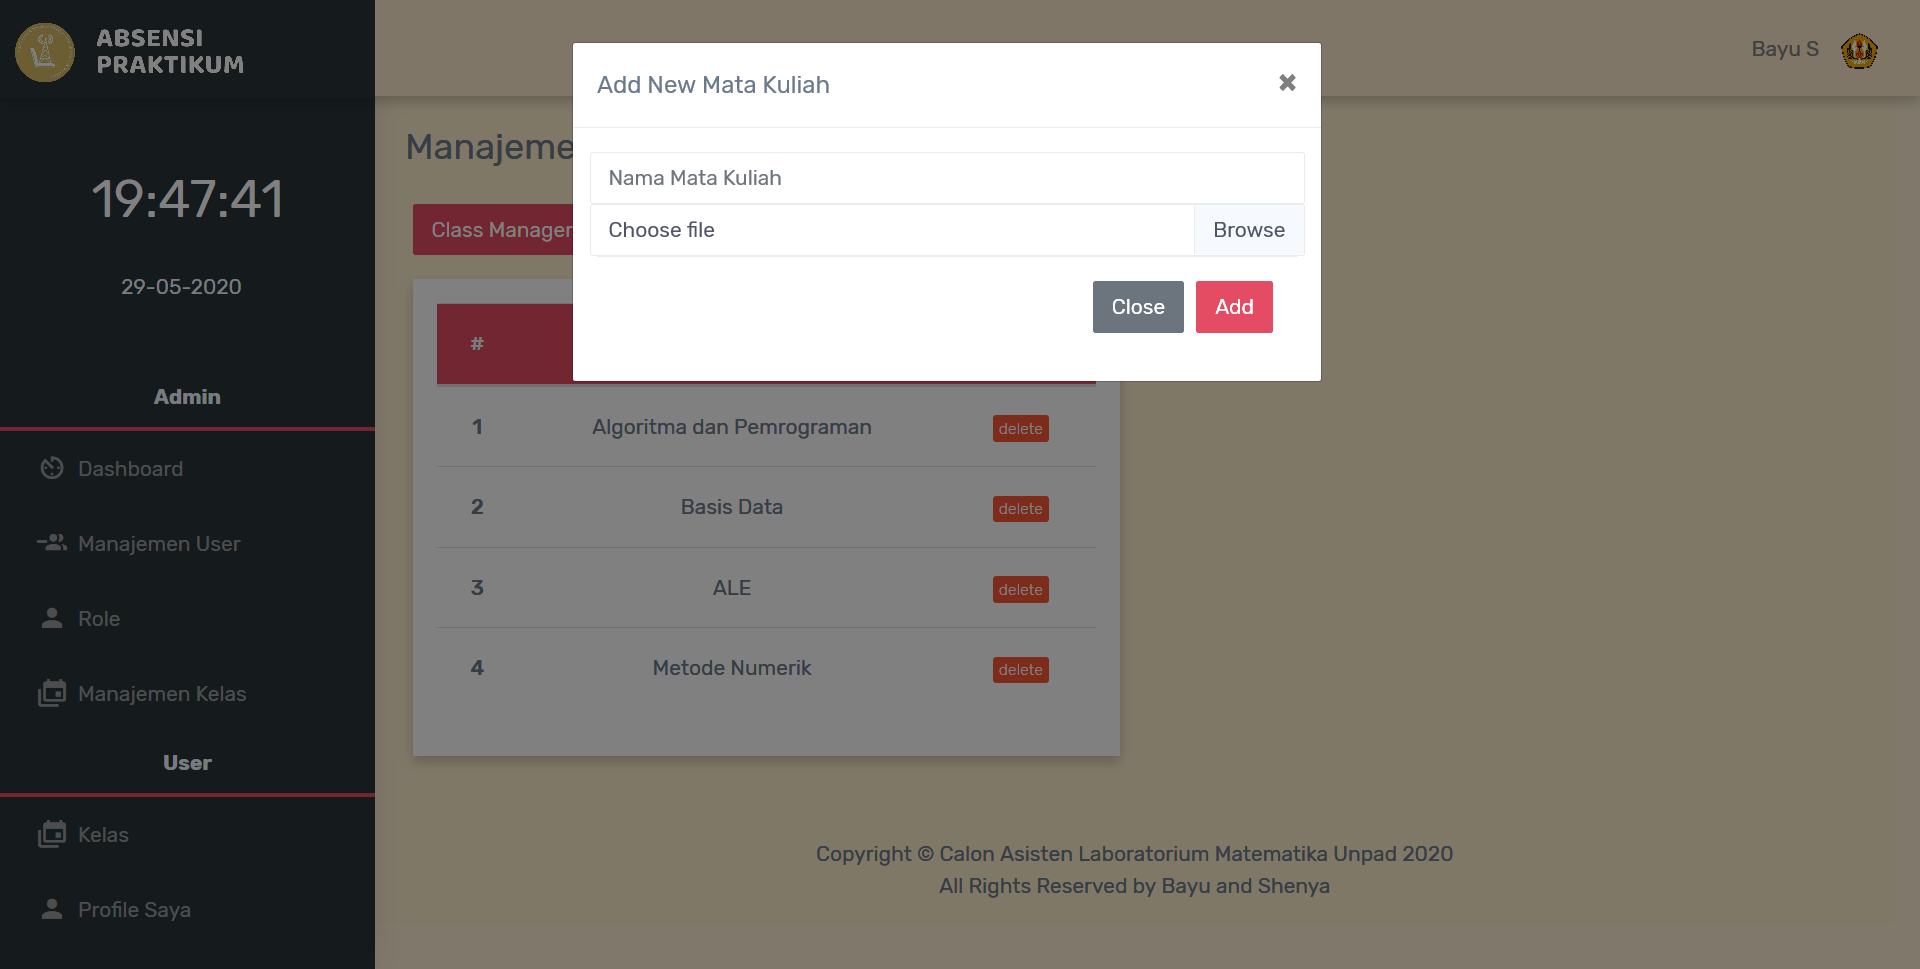 ABSENSI
PRAKTIKUM
19:47:41
29-05-2020
Admin
Dashboard
Manajemen User
Role
Manajemen Kelas
User
Kelas
Profile Saya
Bayu S
Add New Mata Kuliah
✖
Nama Mata Kuliah
Choose file Browse
Close Add
Manajeme
Class Manager
#
1 Algoritma dan Pemrograman delete
2 Basis Data delete
3 ALE delete
4 Metode Numerik delete
Copyright © Calon Asisten Laboratorium Matematika Unpad 2020
All Rights Reserved by Bayu and Shenya